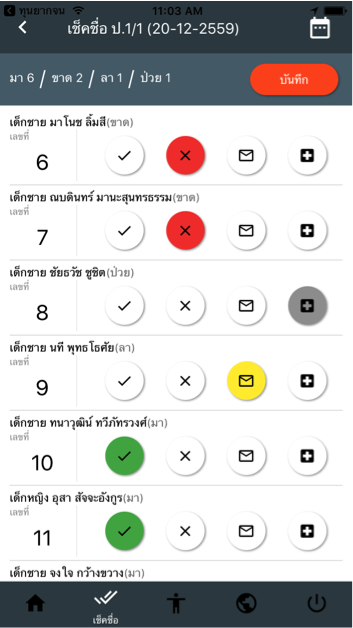 ทุนยากจน 11:03 AM
เช็คชื่อ ป.1/1 (20-12-2559)
มา 6 / ขาด 2 / ลา 1 / ป่วย 1
บันทึก
เด็กชาย มาโนช ลิ้มสี(ขาด)
เลขที่
6
เด็กชาย ณบดินทร์ มานะสุนทรธรรม(ขาด)
เลขที่
7
เด็กชาย ชัยธวัช ชูชิต(ป่วย)
เลขที่
8
เด็กชาย นที พุทธโธศัย(ลา)
เลขที่
9
เด็กชาย ทนาวุฒิน์ ทวีภัทรวงศ์(มา)
เลขที่
10
เด็กหญิง อุสา สัจจะอังกูร(มา)
เลขที่
11
เด็กชาย จงใจ กว้างขวาง(มา)
เช็คชื่อ